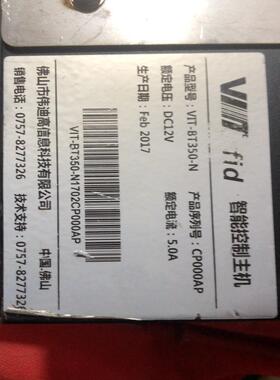 VIT
fid
智能控制主机
产品型号：VIT-BT350-N
产品序列号：CP000AP
额定电压：DC12V
额定电流：5.0A
生产日期：Feb 2017
VIT-BT350-N1702CP000AP
佛山市伟迪高信息科技有限公司
中国.佛山
销售电话：0757-8277326
技术支持：0757-8277326